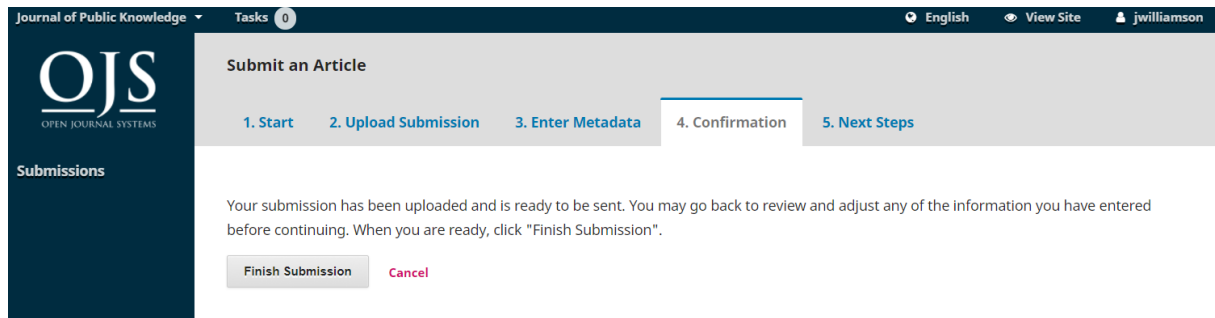 Journal of Public Knowledge Tasks 0 English View Site jwilliamson
OJS
OPEN JOURNAL SYSTEMS
Submissions
Submit an Article
1. Start 2. Upload Submission 3. Enter Metadata 4. Confirmation 5. Next Steps
Your submission has been uploaded and is ready to be sent. You may go back to review and adjust any of the information you have entered
before continuing. When you are ready, click "Finish Submission".
Finish Submission Cancel